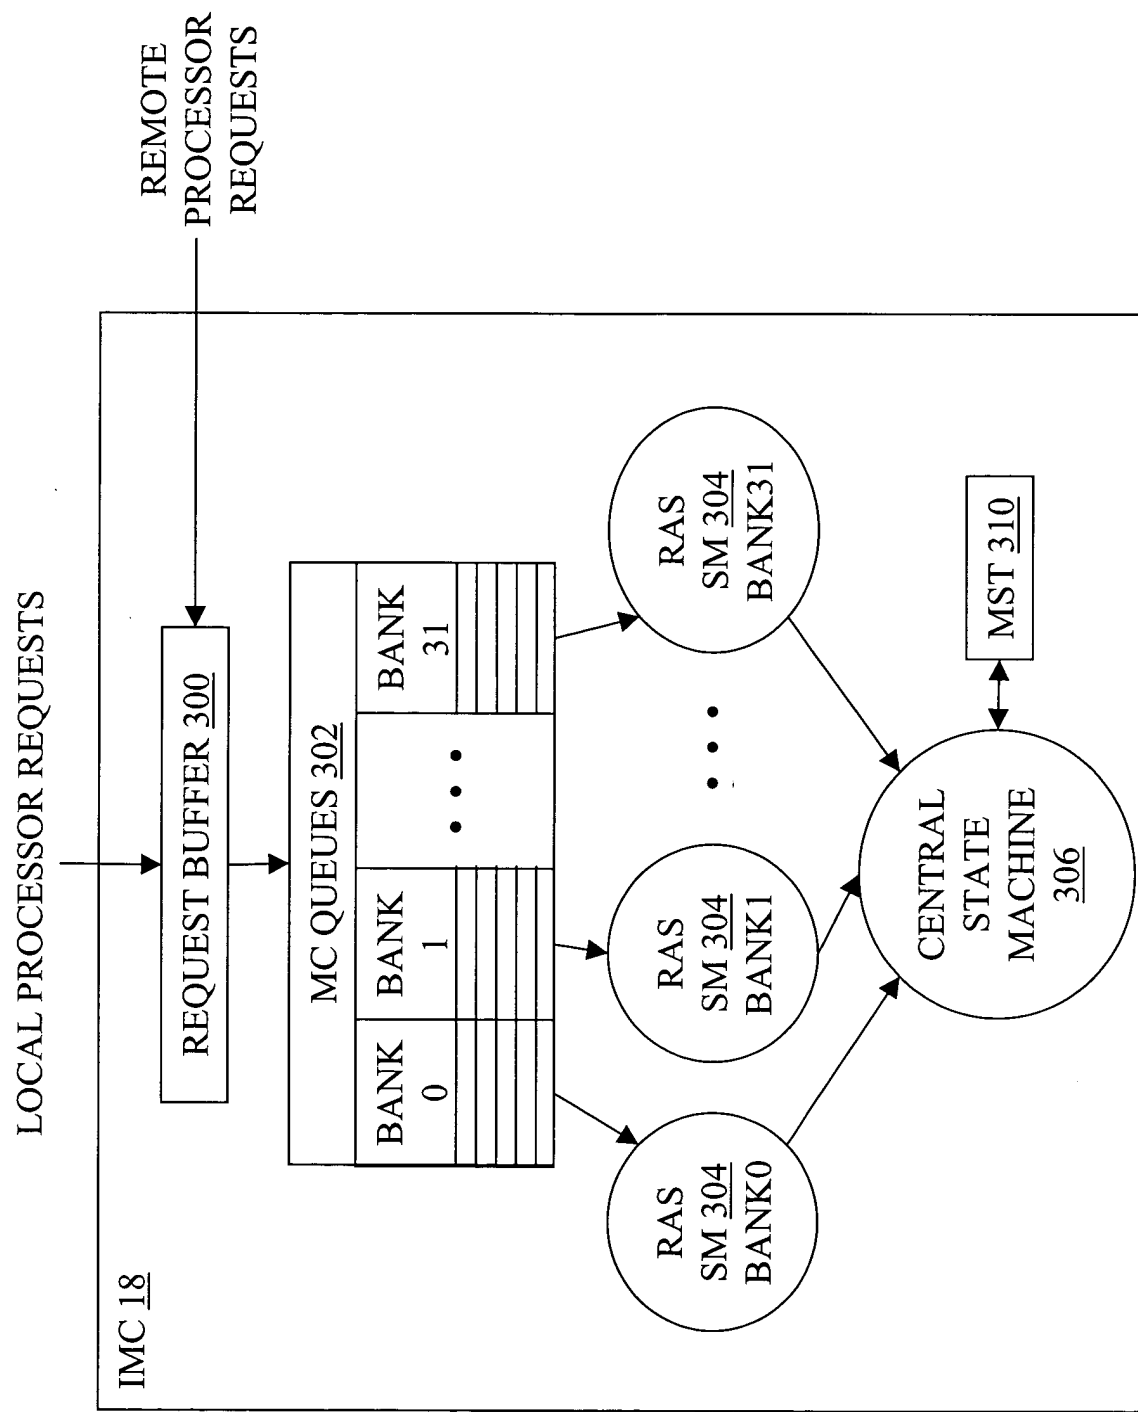 LOCAL PROCESSOR REQUESTS
REMOTE
PROCESSOR
REQUESTS
IMC 18
REQUEST BUFFER 300
MC QUEUES 302
BANK
0
BANK
1
• • •
BANK
31
RAS
SM 304
BANK0
RAS
SM 304
BANK1
• • •
RAS
SM 304
BANK31
CENTRAL
STATE
MACHINE
306
MST 310